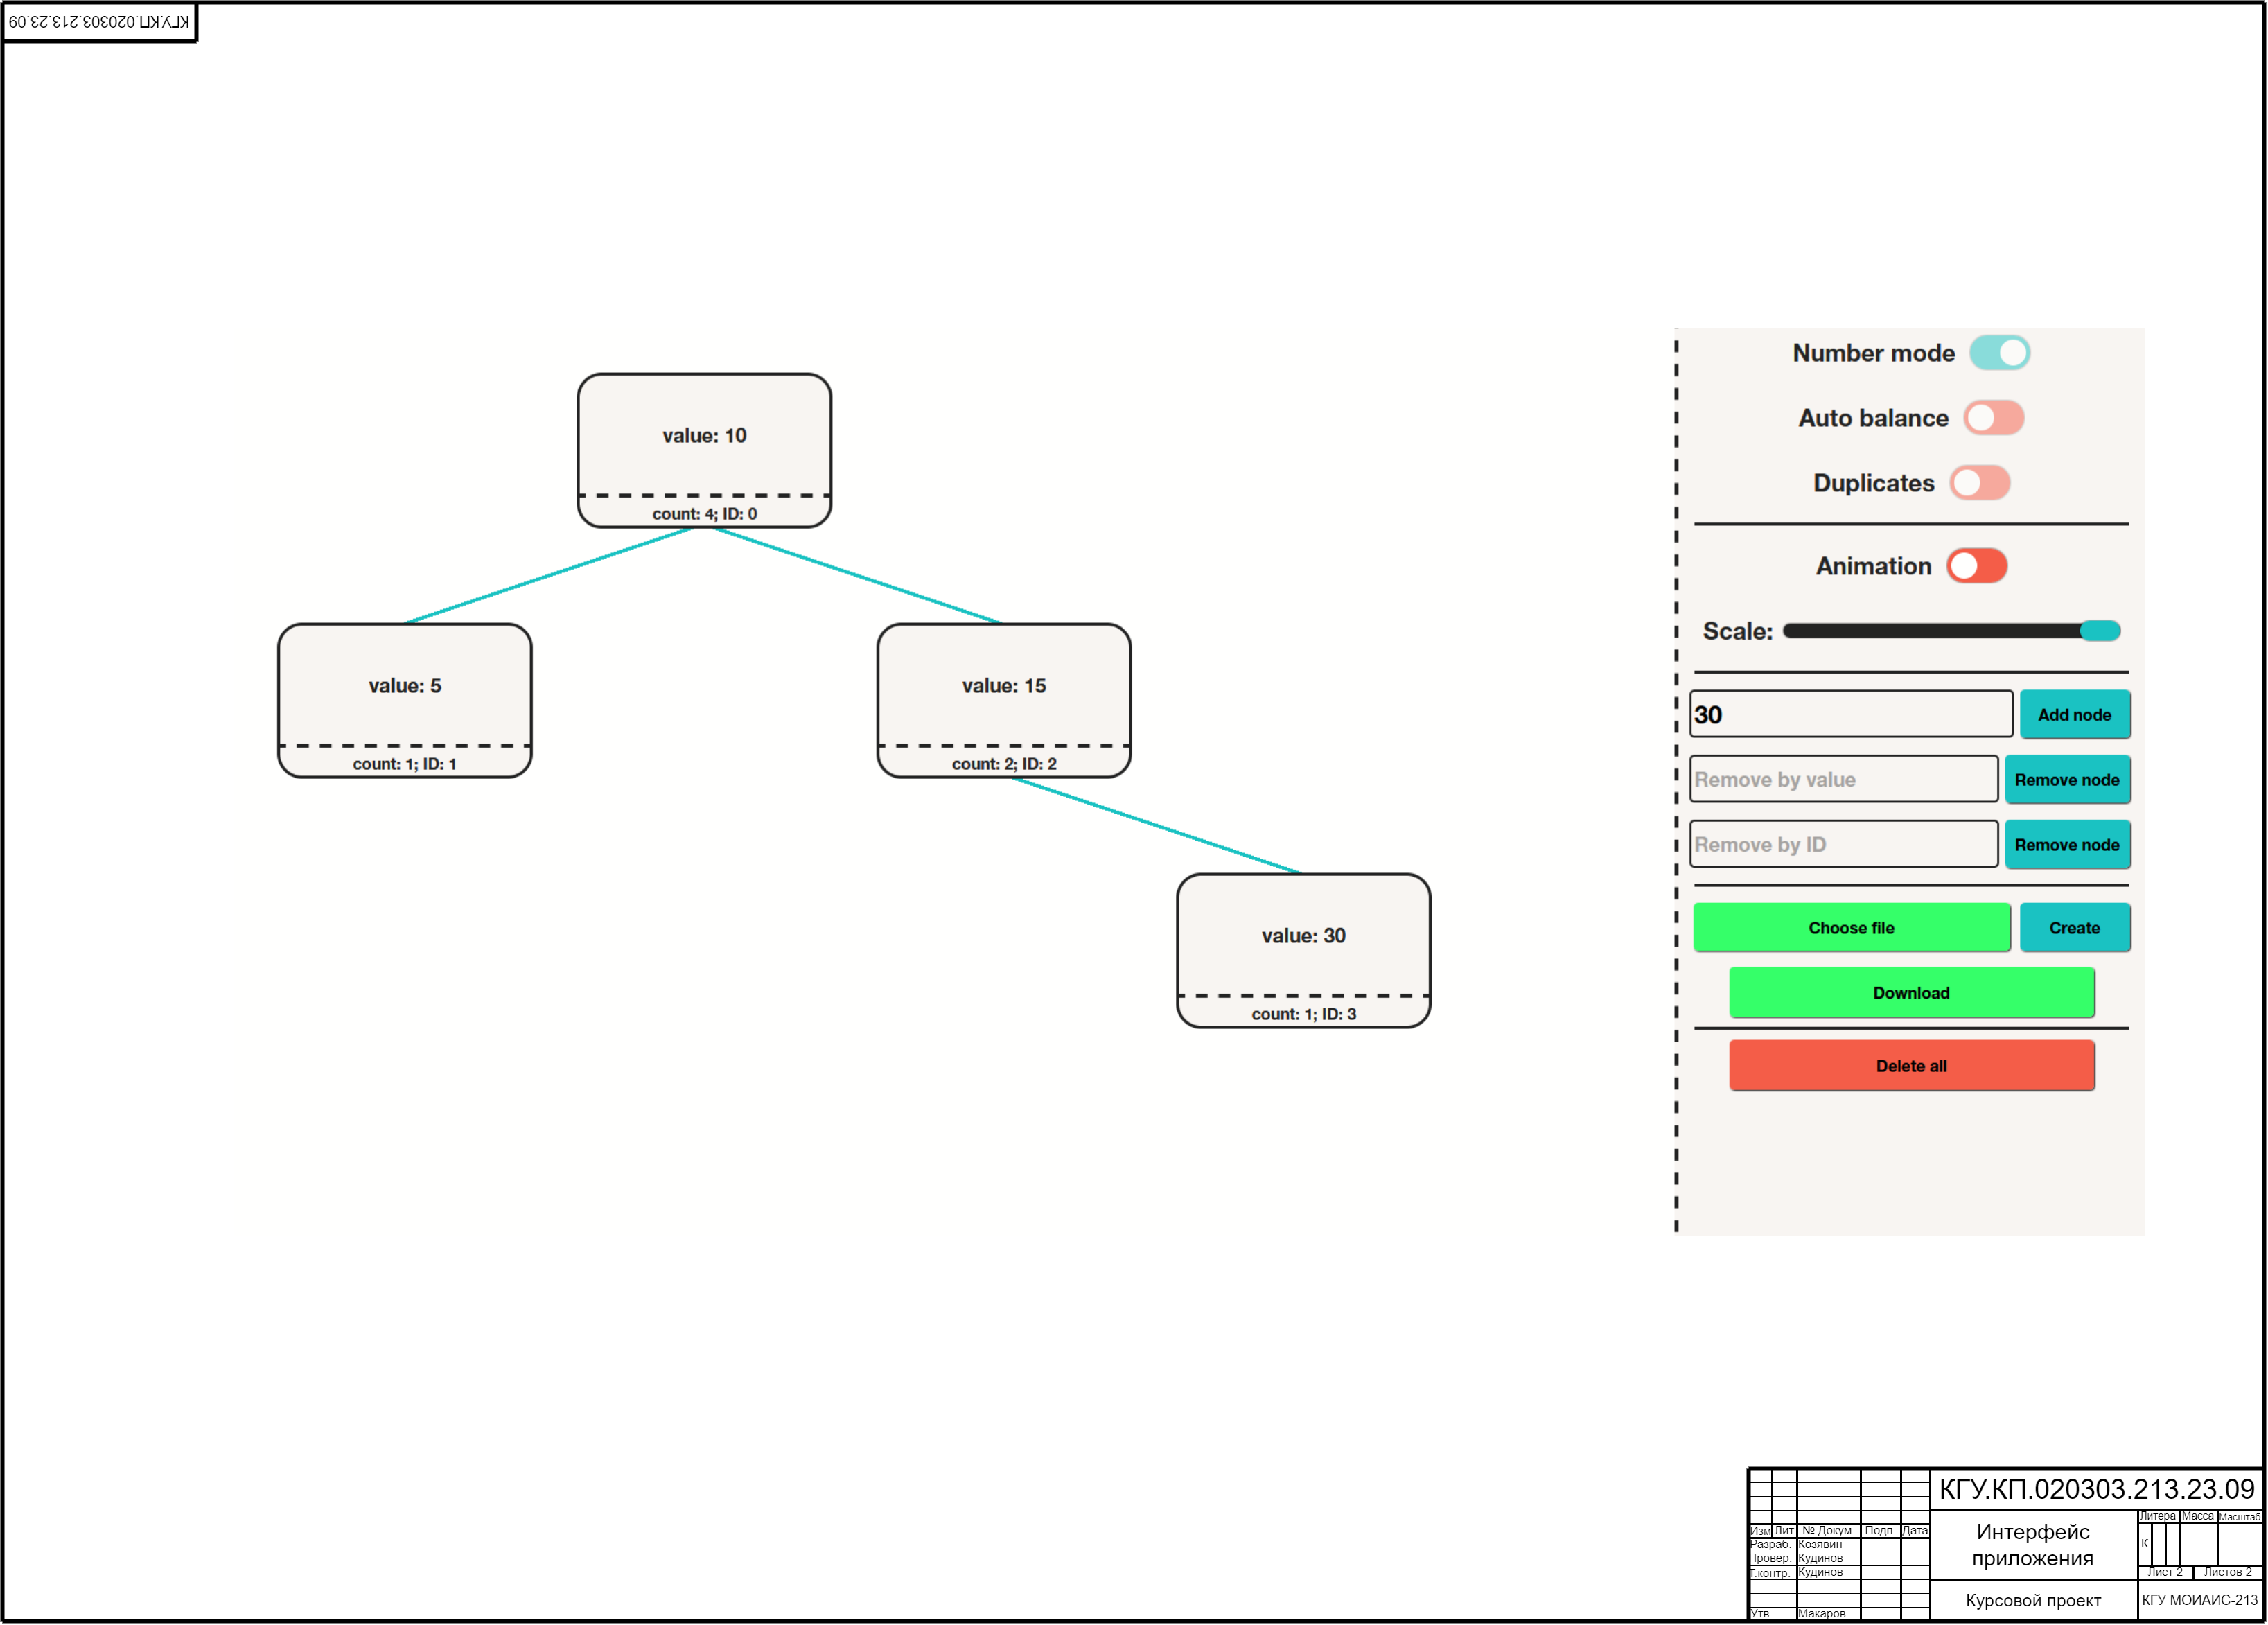 КГУ.КП.020303.213.23.09
value: 10
count: 4; ID: 0
value: 5
count: 1; ID: 1
value: 15
count: 2; ID: 2
value: 30
count: 1; ID: 3
Number mode
Auto balance
Duplicates
Animation
Scale:
30
Add node
Remove by value
Remove node
Remove by ID
Remove node
Choose file
Create
Download
Delete all
КГУ.КП.020303.213.23.09
Изм Лит № Докум. Подп. Дата
Разраб. Козявин
Провер. Кудинов
Т.контр. Кудинов
Утв. Макаров
Интерфейс
приложения
Литера Масса Масштаб
К
Лист 2 Листов 2
Курсовой проект
КГУ МОИАИС-213